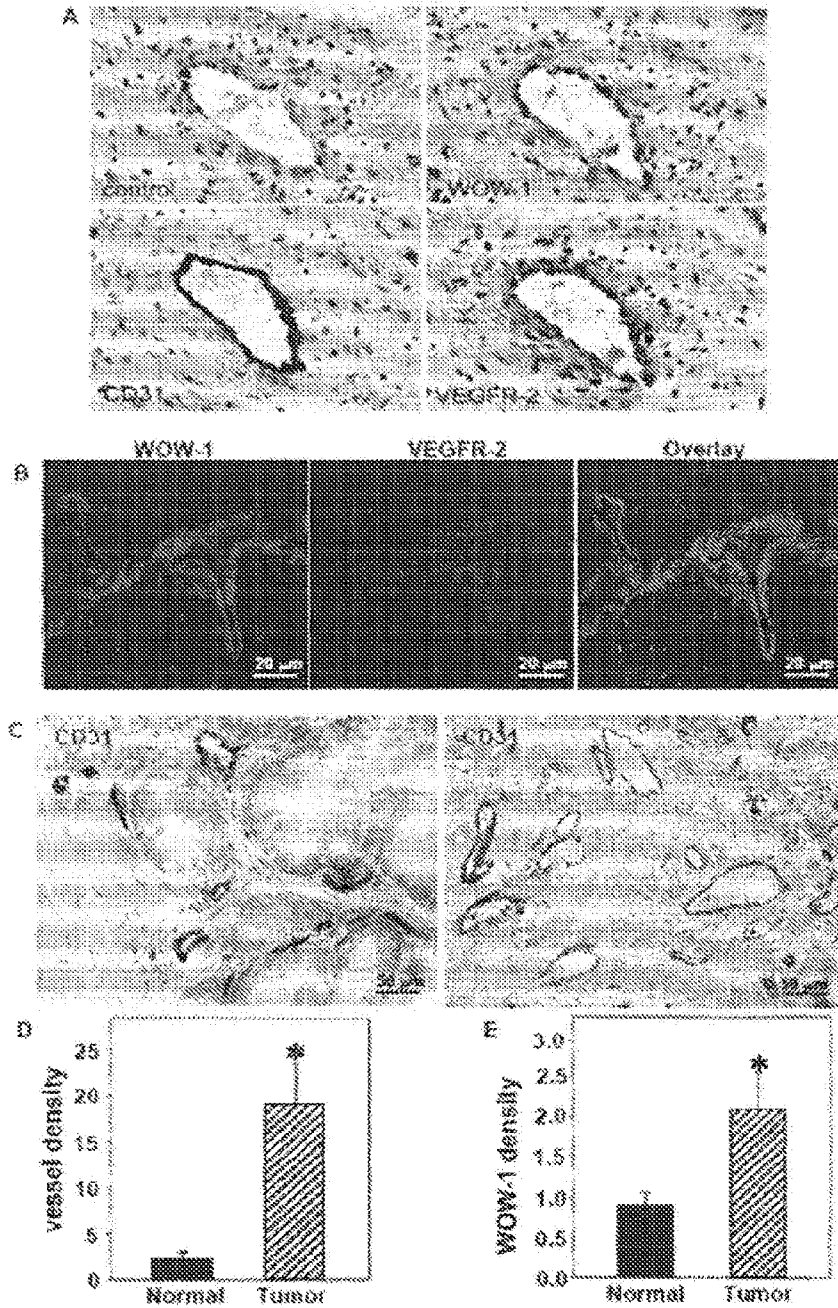 A
control
WOW-1
CD31
VEGFR-2
WOW-1 VEGFR-2 Overlay
B
20 µm
20 µm
20 µm
C
CD31
CD31
50 µm
D
vessel density
25
20
15
10
5
0
*
Normal Tumor
E
WOW-1 density
3.0
2.5
2.0
1.5
1.0
0.5
0.0
*
Normal Tumor